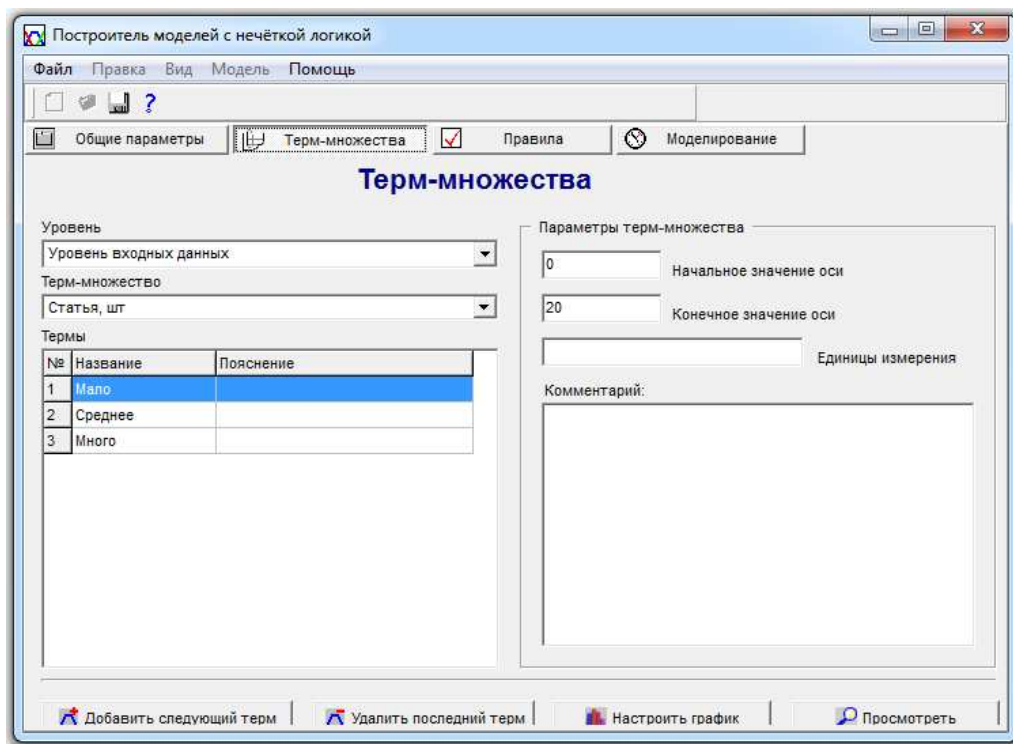 Построитель моделей с нечёткой логикой
Файл Правка Вид Модель Помощь
?
Общие параметры Терм-множества Правила Моделирование
Терм-множества
Уровень
Уровень входных данных
Терм-множество
Статья, шт
Термы
№ Название Пояснение
1 Мало
2 Среднее
3 Много
Параметры терм-множества
0 Начальное значение оси
20 Конечное значение оси
Единицы измерения
Комментарий:
Добавить следующий терм Удалить последний терм Настроить график Просмотреть